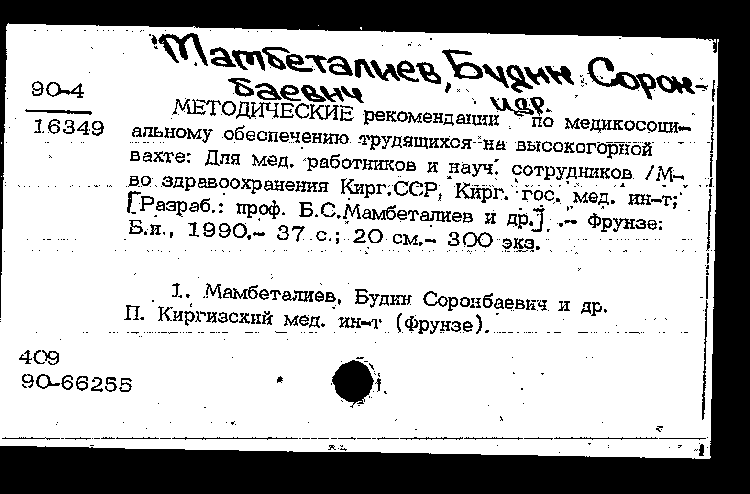 Мамбеталиев, Будин Сорон-
баевич и др.
90-4
16349
МЕТОДИЧЕСКИЕ рекомендации по медикосоци-
альному обеспечению трудящихся на высокогорной
вахте: Для мед. работников и науч. сотрудников /М-
во здравоохранения Кирг.ССР, Кирг. гос. мед. ин-т;
[Разраб.: проф. Б.С.Мамбеталиев и др.] .- Фрунзе:
Б.и., 1990.- 37 с.; 20 см.- 300 экз.
1. Мамбеталиев, Будин Соронбаевич и др.
П. Киргизский мед. ин-т (Фрунзе).
409
90-66255